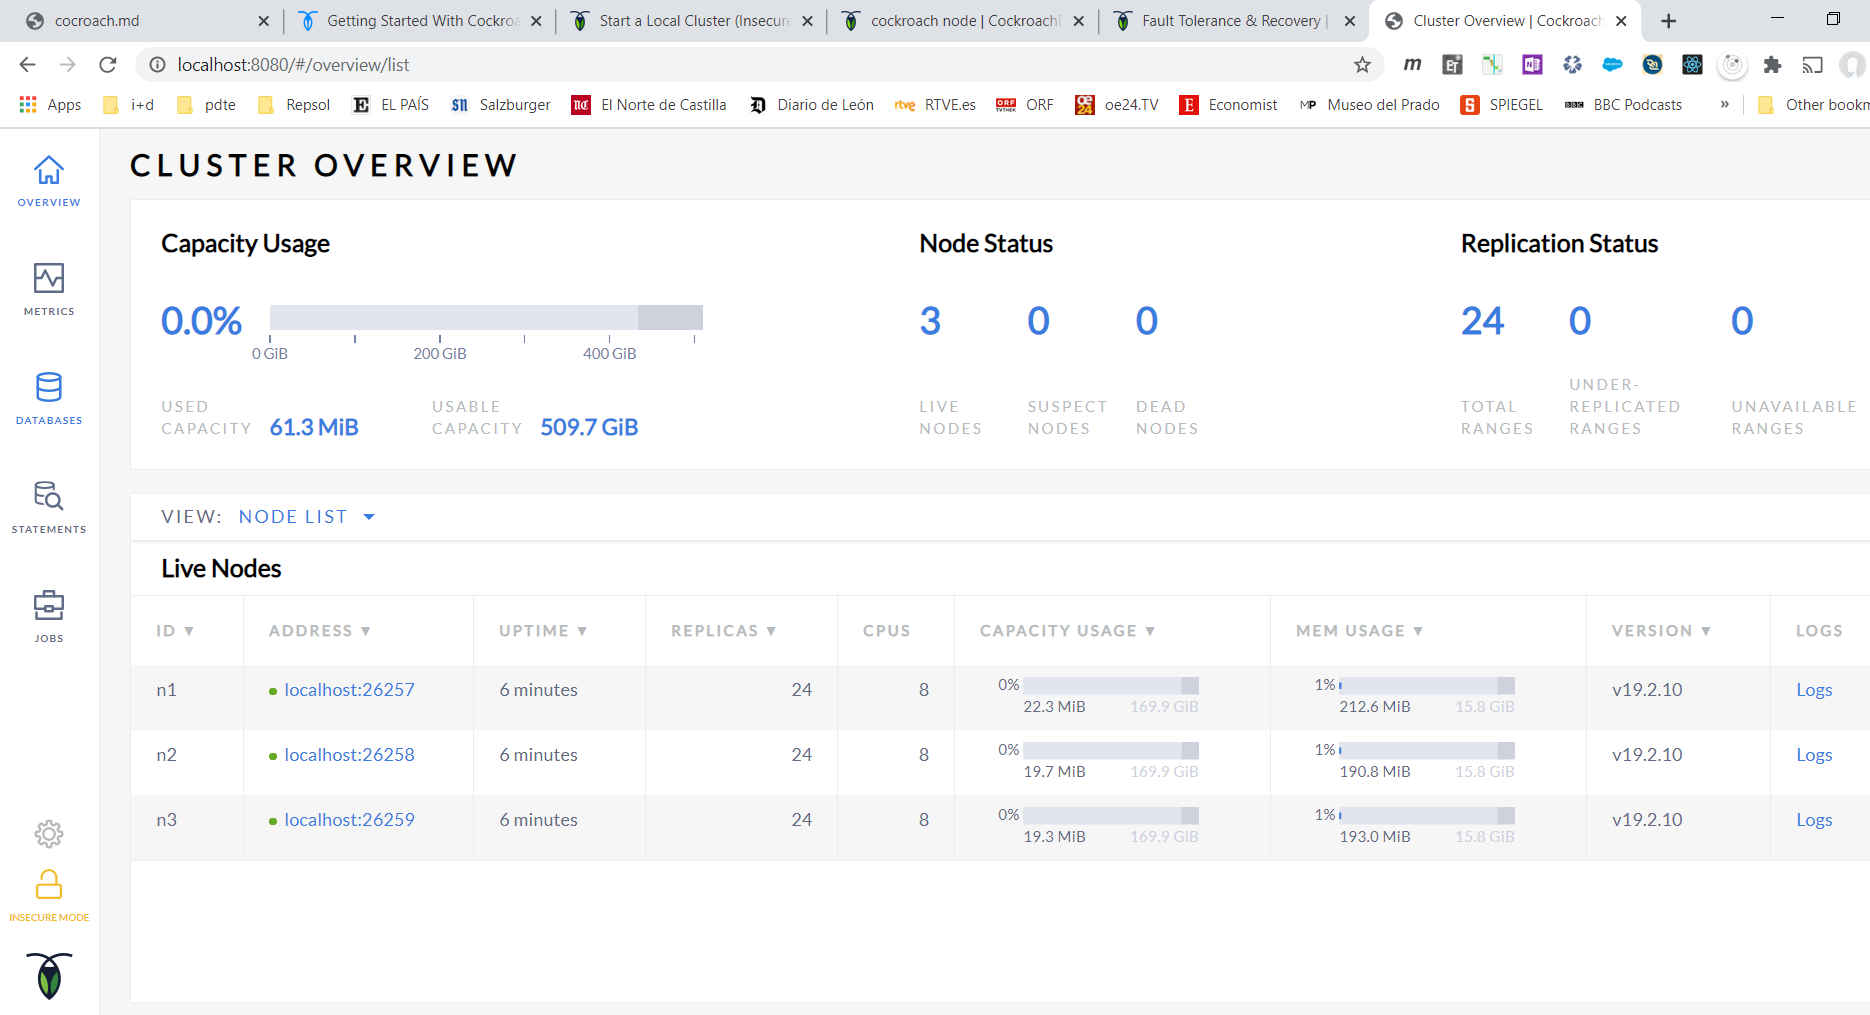 cocroach.md
Getting Started With Cockroa
Start a Local Cluster (Insecure
cockroach node | Cockroach
Fault Tolerance & Recovery |
Cluster Overview | Cockroach
localhost:8080/#/overview/list
Apps
i+d
pdte
Repsol
EL PAÍS
Salzburger
El Norte de Castilla
Diario de León
RTVE.es
ORF
oe24.TV
Economist
Museo del Prado
SPIEGEL
BBC Podcasts
»
Other bookm
CLUSTER OVERVIEW
OVERVIEW
METRICS
DATABASES
STATEMENTS
JOBS
INSECURE MODE
Capacity Usage
0.0%
0 GiB
200 GiB
400 GiB
USED
CAPACITY
61.3 MiB
USABLE
CAPACITY
509.7 GiB
Node Status
3
0
0
LIVE
NODES
SUSPECT
NODES
DEAD
NODES
Replication Status
24
0
0
TOTAL
RANGES
UNDER-
REPLICATED
RANGES
UNAVAILABLE
RANGES
VIEW: NODE LIST
Live Nodes
ID ADDRESS UPTIME REPLICAS CPUS CAPACITY USAGE MEM USAGE VERSION LOGS
n1 localhost:26257 6 minutes 24 8 0% 22.3 MiB 169.9 GiB 1% 212.6 MiB 15.8 GiB v19.2.10 Logs
n2 localhost:26258 6 minutes 24 8 0% 19.7 MiB 169.9 GiB 1% 190.8 MiB 15.8 GiB v19.2.10 Logs
n3 localhost:26259 6 minutes 24 8 0% 19.3 MiB 169.9 GiB 1% 193.0 MiB 15.8 GiB v19.2.10 Logs